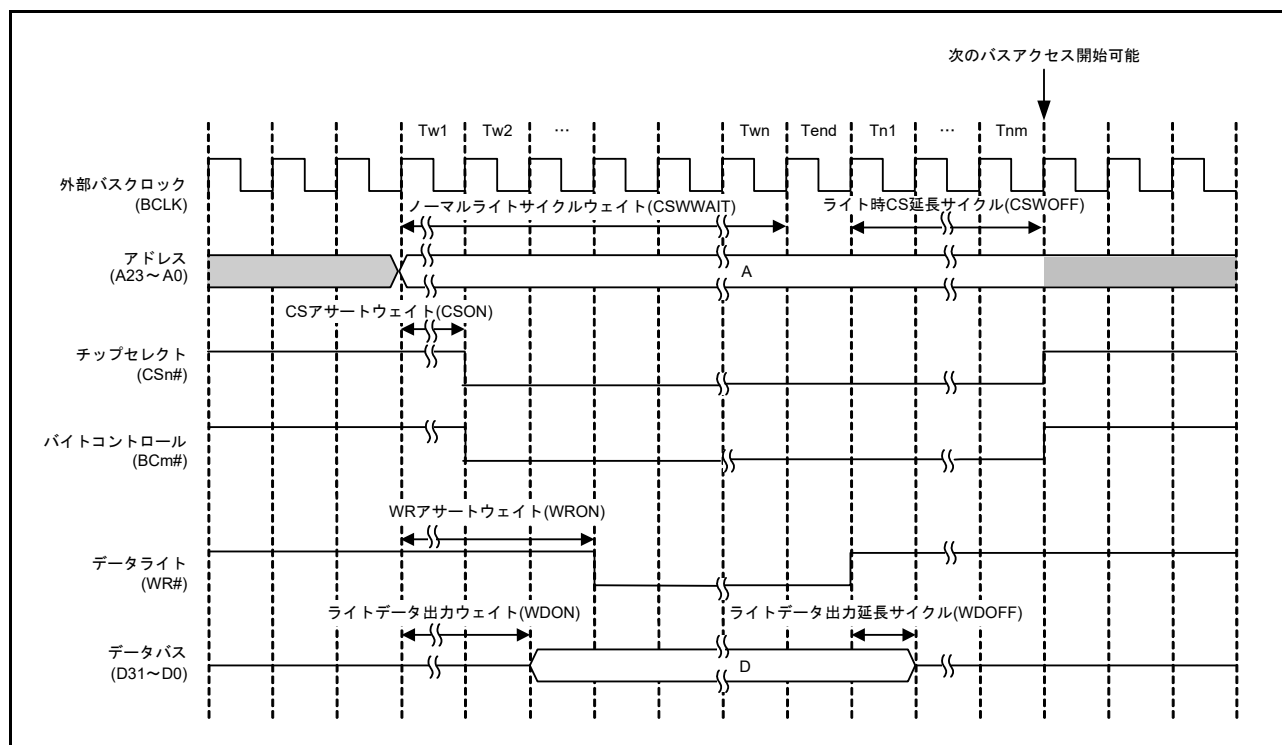 次のバスアクセス開始可能
Tw1 Tw2 … Twn Tend Tn1 … Tnm
外部バスクロック
(BCLK)
ノーマルライトサイクルウェイト(CSWWAIT)
ライト時CS延長サイクル(CSWOFF)
アドレス
(A23～A0)
A
CSアサートウェイト(CSON)
チップセレクト
(CSn#)
バイトコントロール
(BCm#)
WRアサートウェイト(WRON)
データライト
(WR#)
ライトデータ出力ウェイト(WDON)
ライトデータ出力延長サイクル(WDOFF)
データバス
(D31～D0)
D